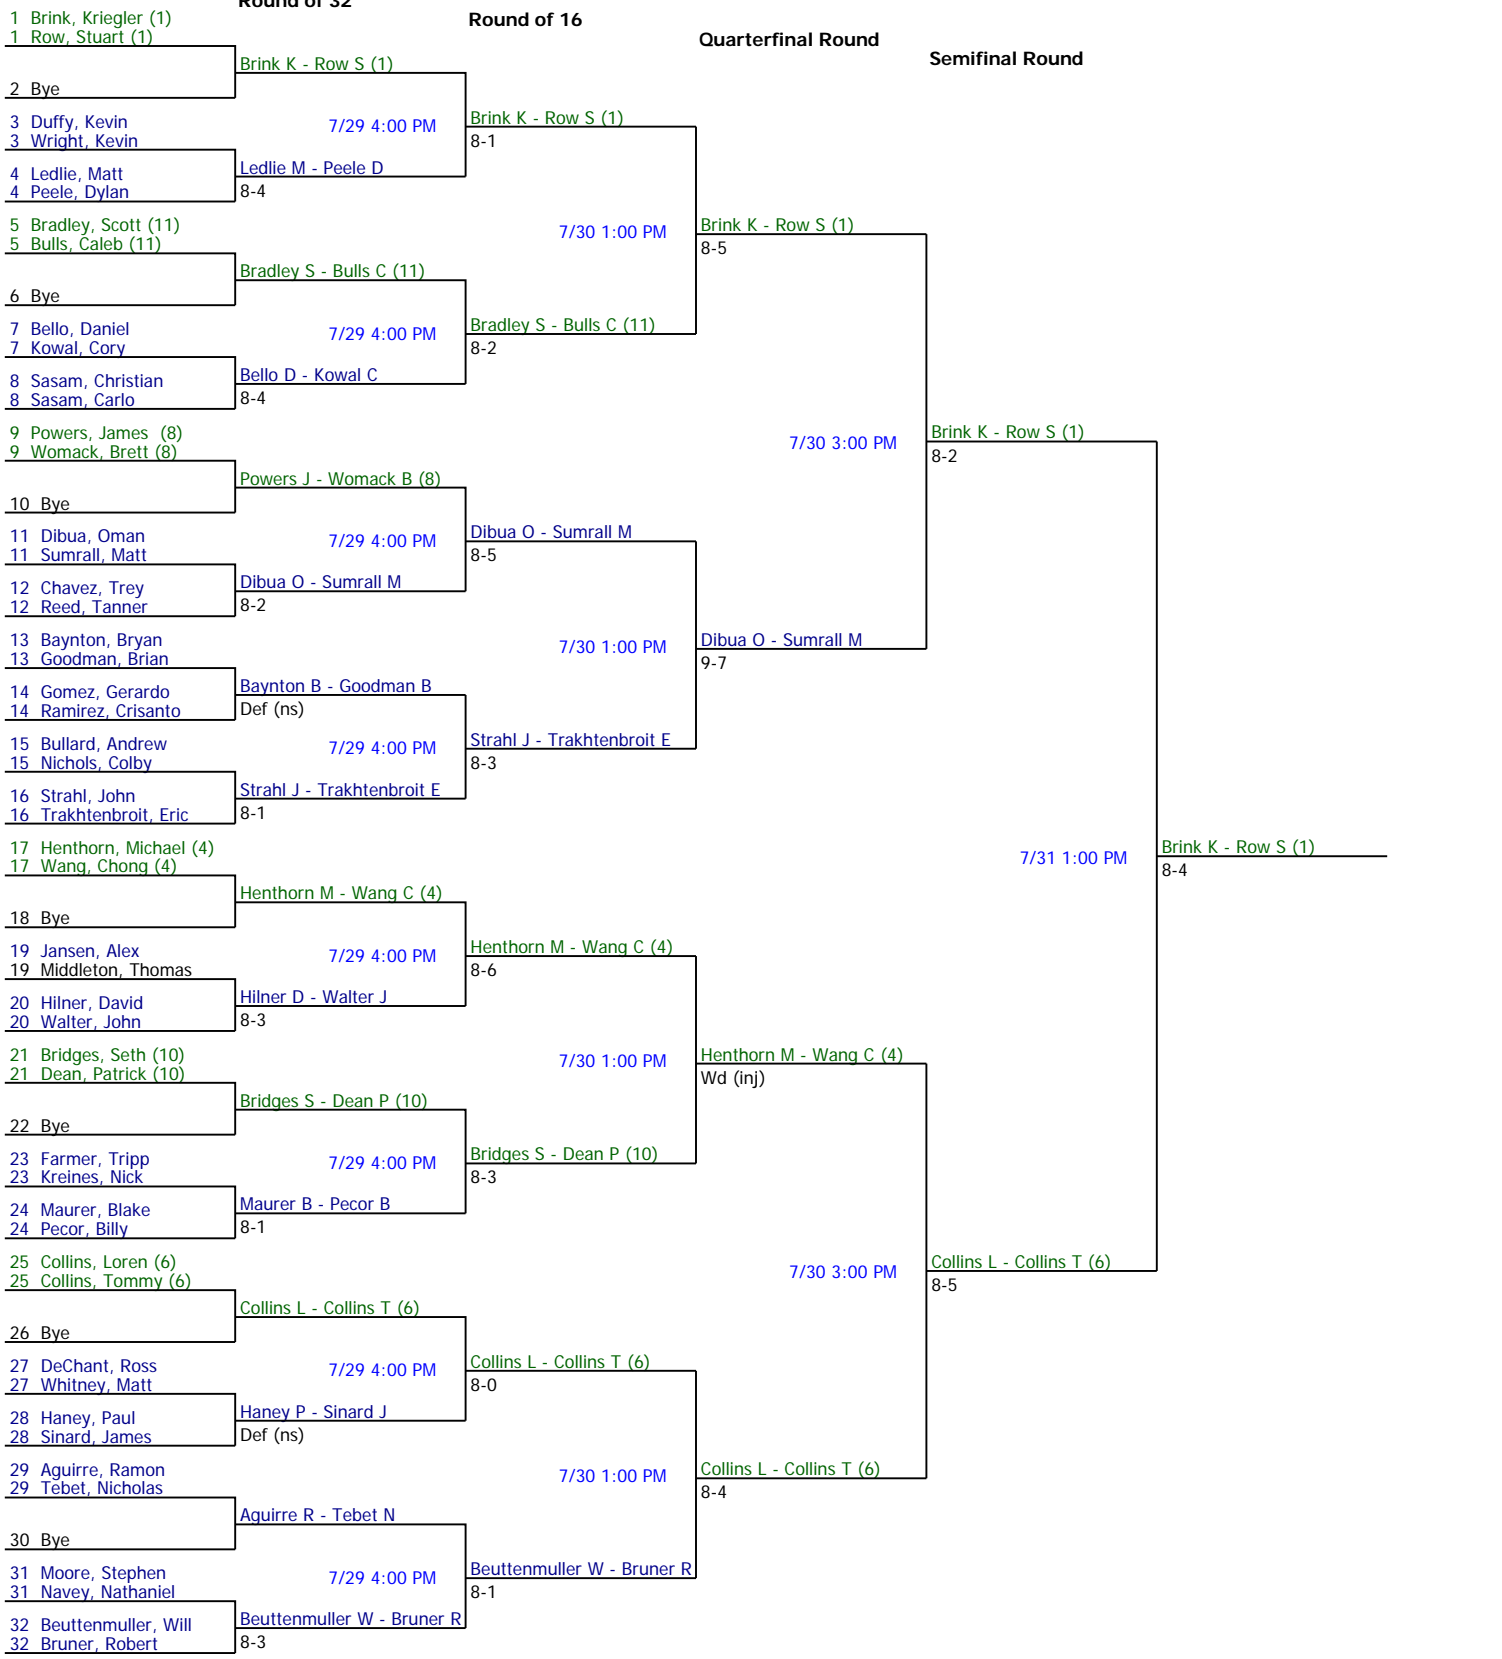 Round of 32
Round of 16
Quarterfinal Round
Semifinal Round
1 Brink, Kriegler (1)
1 Row, Stuart (1)
2 Bye
3 Duffy, Kevin
3 Wright, Kevin
4 Ledlie, Matt
4 Peele, Dylan
5 Bradley, Scott (11)
5 Bulls, Caleb (11)
6 Bye
7 Bello, Daniel
7 Kowal, Cory
8 Sasam, Christian
8 Sasam, Carlo
9 Powers, James (8)
9 Womack, Brett (8)
10 Bye
11 Dibua, Oman
11 Sumrall, Matt
12 Chavez, Trey
12 Reed, Tanner
13 Baynton, Bryan
13 Goodman, Brian
14 Gomez, Gerardo
14 Ramirez, Crisanto
15 Bullard, Andrew
15 Nichols, Colby
16 Strahl, John
16 Trakhtenbroit, Eric
17 Henthorn, Michael (4)
17 Wang, Chong (4)
18 Bye
19 Jansen, Alex
19 Middleton, Thomas
20 Hilner, David
20 Walter, John
21 Bridges, Seth (10)
21 Dean, Patrick (10)
22 Bye
23 Farmer, Tripp
23 Kreines, Nick
24 Maurer, Blake
24 Pecor, Billy
25 Collins, Loren (6)
25 Collins, Tommy (6)
26 Bye
27 DeChant, Ross
27 Whitney, Matt
28 Haney, Paul
28 Sinard, James
29 Aguirre, Ramon
29 Tebet, Nicholas
30 Bye
31 Moore, Stephen
31 Navey, Nathaniel
32 Beuttenmuller, Will
32 Bruner, Robert
Brink K - Row S (1)
7/29 4:00 PM
Ledlie M - Peele D
8-4
Bradley S - Bulls C (11)
7/29 4:00 PM
Bello D - Kowal C
8-4
Powers J - Womack B (8)
7/29 4:00 PM
Dibua O - Sumrall M
8-2
Baynton B - Goodman B
Def (ns)
7/29 4:00 PM
Strahl J - Trakhtenbroit E
8-1
Henthorn M - Wang C (4)
7/29 4:00 PM
Hilner D - Walter J
8-3
Bridges S - Dean P (10)
7/29 4:00 PM
Maurer B - Pecor B
8-1
Collins L - Collins T (6)
7/29 4:00 PM
Haney P - Sinard J
Def (ns)
Aguirre R - Tebet N
7/29 4:00 PM
Beuttenmuller W - Bruner R
8-3
Brink K - Row S (1)
8-1
7/30 1:00 PM
Bradley S - Bulls C (11)
8-2
Dibua O - Sumrall M
8-5
7/30 1:00 PM
Strahl J - Trakhtenbroit E
8-3
Henthorn M - Wang C (4)
8-6
7/30 1:00 PM
Bridges S - Dean P (10)
8-3
Collins L - Collins T (6)
8-0
7/30 1:00 PM
Beuttenmuller W - Bruner R
8-1
Brink K - Row S (1)
8-5
7/30 3:00 PM
Dibua O - Sumrall M
9-7
Henthorn M - Wang C (4)
Wd (inj)
7/30 3:00 PM
Collins L - Collins T (6)
8-4
Brink K - Row S (1)
8-2
7/31 1:00 PM
Collins L - Collins T (6)
8-5
Brink K - Row S (1)
8-4